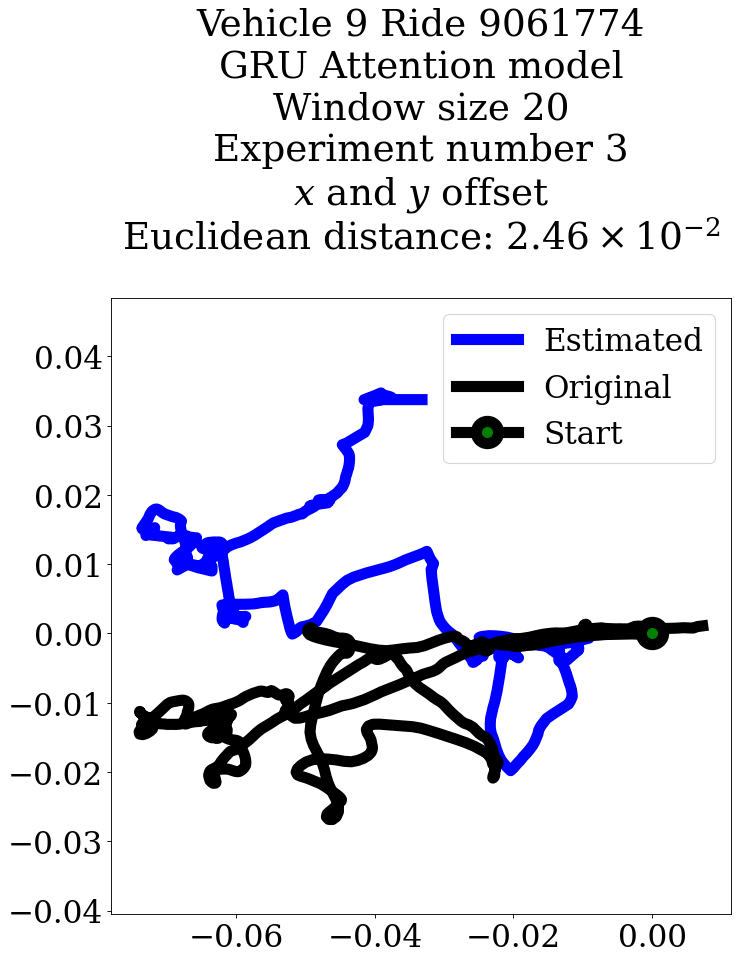 Vehicle 9 Ride 9061774
GRU Attention model
Window size 20
Experiment number 3
x and y offset
Euclidean distance: 2.46 × 10⁻²
Estimated
Original
Start
0.04
0.03
0.02
0.01
0.00
−0.01
−0.02
−0.03
−0.04
−0.06 −0.04 −0.02 0.00